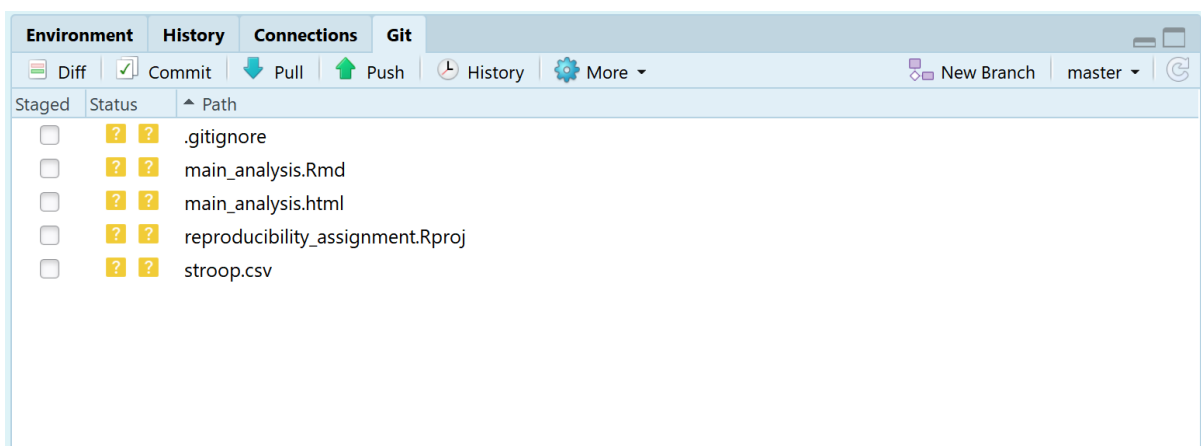 Environment History Connections Git
Diff Commit Pull Push History More New Branch master
Staged Status Path
? ? .gitignore
? ? main_analysis.Rmd
? ? main_analysis.html
? ? reproducibility_assignment.Rproj
? ? stroop.csv